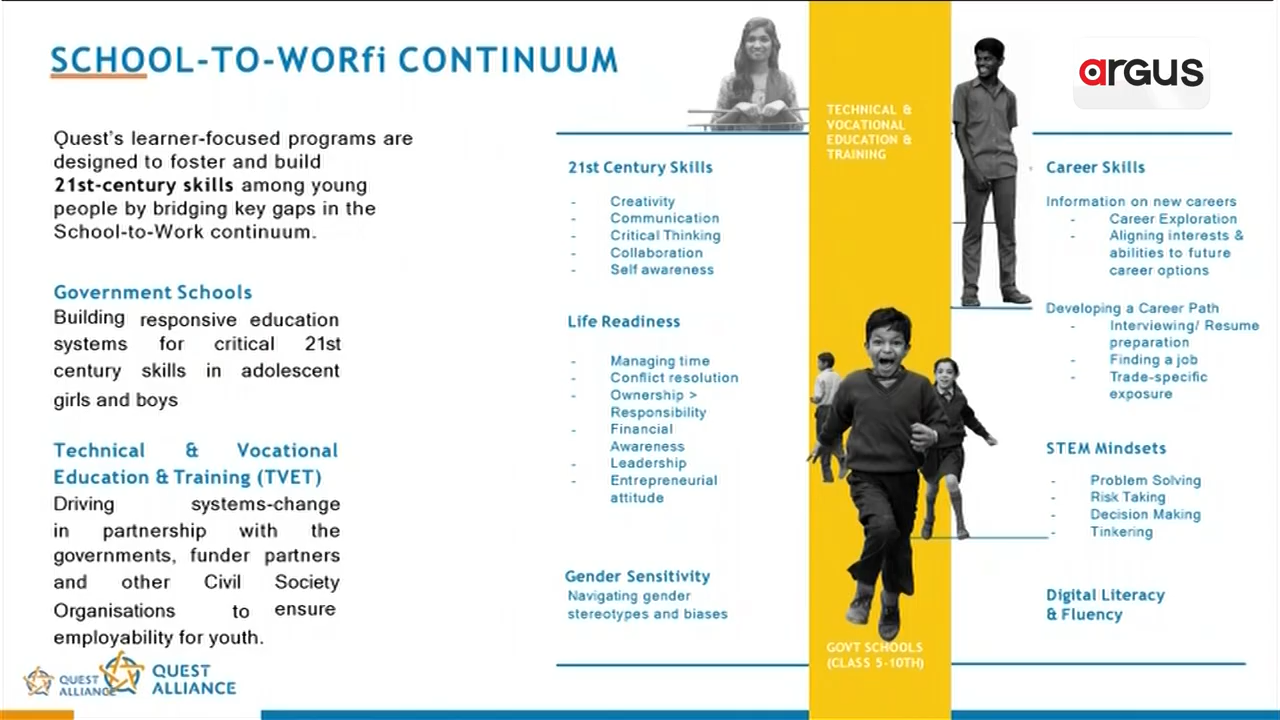 SCHOOL-TO-WORfi CONTINUUM
Quest's learner-focused programs are
designed to foster and build
21st-century skills among young
people by bridging key gaps in the
School-to-Work continuum.
Government Schools
Building responsive education
systems for critical 21st
century skills in adolescent
girls and boys
Technical & Vocational
Education & Training (TVET)
Driving systems-change
in partnership with the
governments, funder partners
and other Civil Society
Organisations to ensure
employability for youth.
QUEST
ALLIANCE
QUEST
ALLIANCE
21st Century Skills
- Creativity
- Communication
- Critical Thinking
- Collaboration
- Self awareness
Life Readiness
- Managing time
- Conflict resolution
- Ownership >
Responsibility
- Financial
Awareness
- Leadership
- Entrepreneurial
attitude
Gender Sensitivity
Navigating gender
stereotypes and biases
TECHNICAL &
VOCATIONAL
EDUCATION &
TRAINING
GOVT SCHOOLS
(CLASS 5-10TH)
argus
Career Skills
Information on new careers
- Career Exploration
- Aligning interests &
abilities to future
career options
Developing a Career Path
- Interviewing/ Resume
preparation
- Finding a job
- Trade-specific
exposure
STEM Mindsets
- Problem Solving
- Risk Taking
- Decision Making
- Tinkering
Digital Literacy
& Fluency